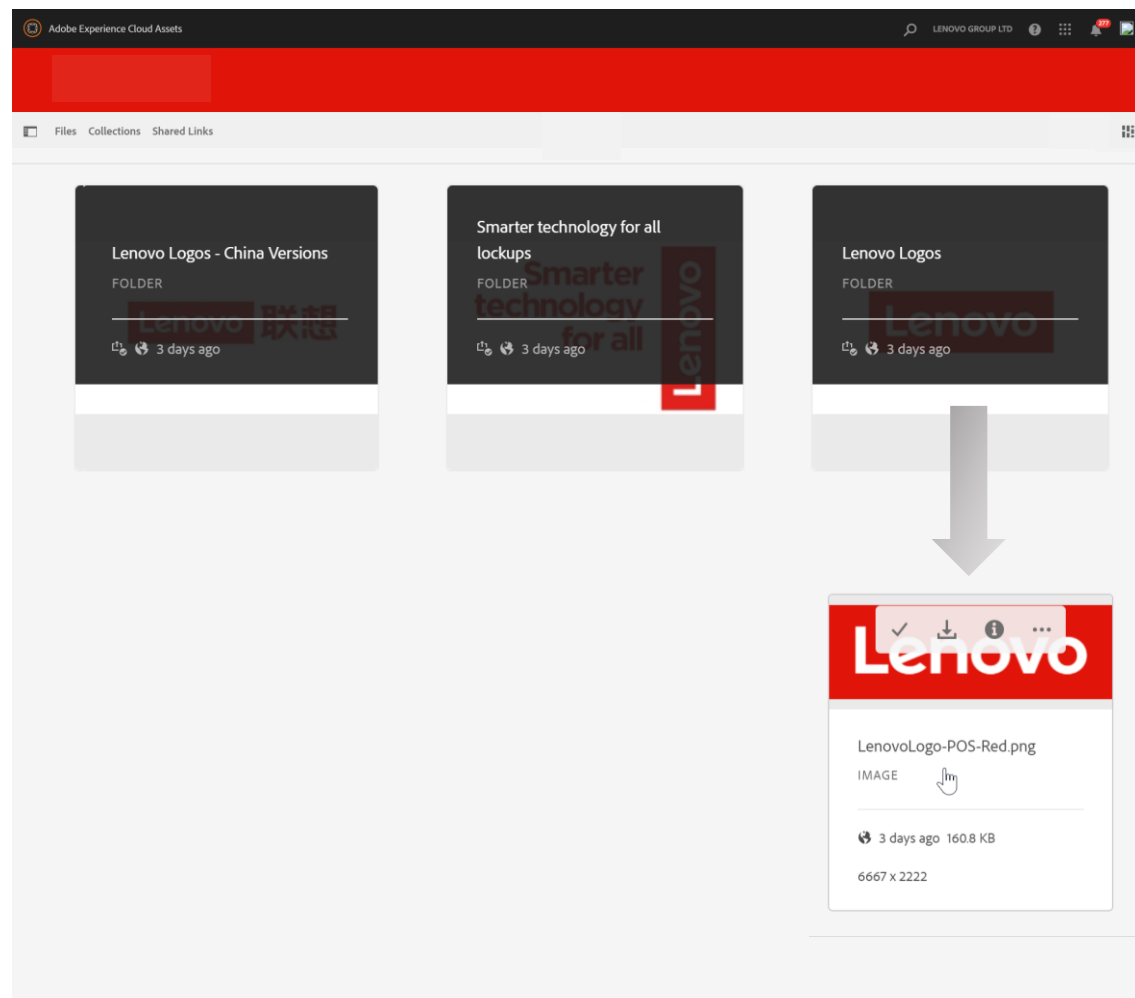 Adobe Experience Cloud Assets
LENOVO GROUP LTD
277
Files Collections Shared Links
Lenovo Logos - China Versions
FOLDER
Lenovo 联想
3 days ago
Smarter technology for all
lockups
FOLDER
Smarter
technology
for all
Lenovo
3 days ago
Lenovo Logos
FOLDER
Lenovo
3 days ago
Lenovo
LenovoLogo-POS-Red.png
IMAGE
3 days ago 160.8 KB
6667 x 2222